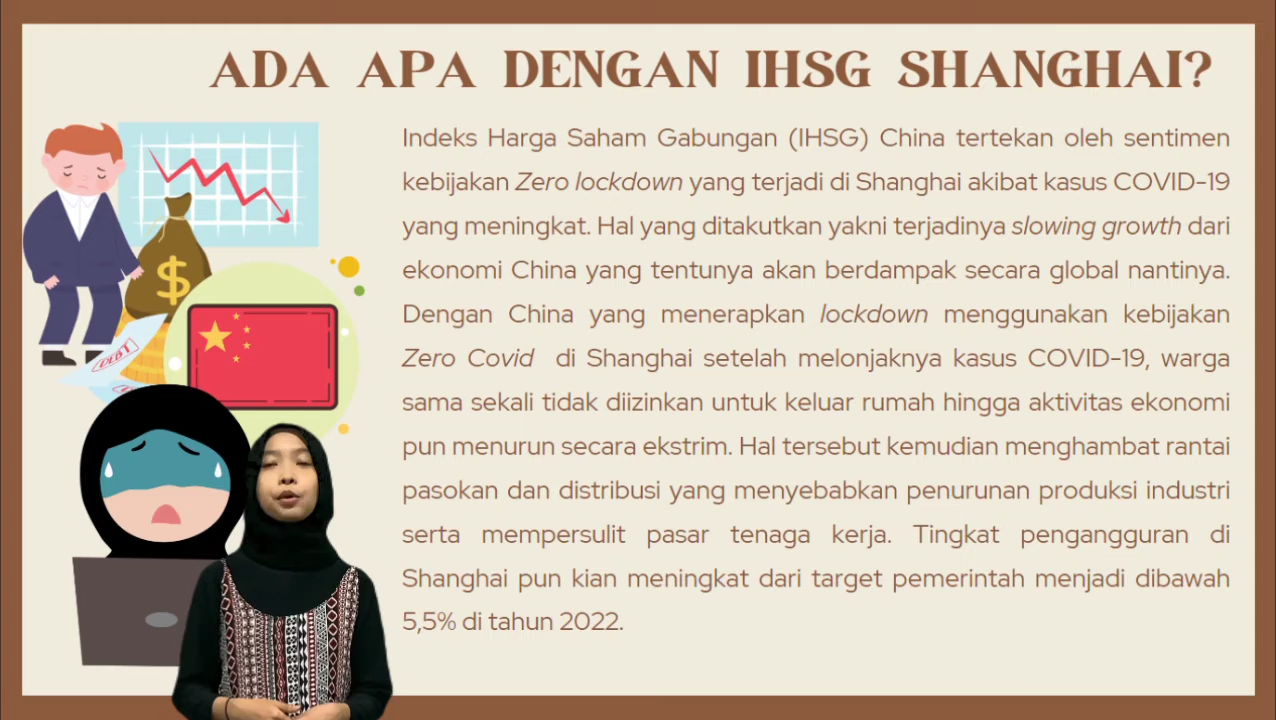 ADA APA DENGAN IHSG SHANGHAI?
Indeks Harga Saham Gabungan (IHSG) China tertekan oleh sentimen
kebijakan Zero lockdown yang terjadi di Shanghai akibat kasus COVID-19
yang meningkat. Hal yang ditakutkan yakni terjadinya slowing growth dari
ekonomi China yang tentunya akan berdampak secara global nantinya.
Dengan China yang menerapkan lockdown menggunakan kebijakan
Zero Covid di Shanghai setelah melonjaknya kasus COVID-19, warga
sama sekali tidak diizinkan untuk keluar rumah hingga aktivitas ekonomi
pun menurun secara ekstrim. Hal tersebut kemudian menghambat rantai
pasokan dan distribusi yang menyebabkan penurunan produksi industri
serta mempersulit pasar tenaga kerja. Tingkat pengangguran di
Shanghai pun kian meningkat dari target pemerintah menjadi dibawah
5,5% di tahun 2022.
$
DEBT